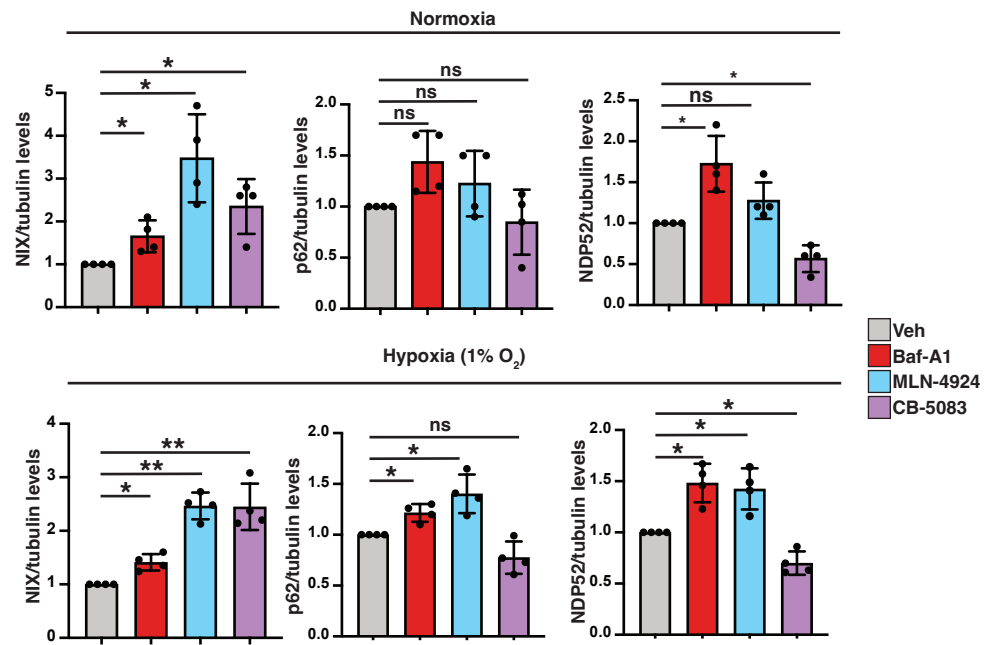 Normoxia
NIX/tubulin levels
5
4
3
2
1
0
*
*
*
p62/tubulin levels
2.0
1.5
1.0
0.5
0.0
ns
ns
ns
NDP52/tubulin levels
2.5
2.0
1.5
1.0
0.5
0.0
*
ns
*
Veh
Baf-A1
MLN-4924
CB-5083
Hypoxia (1% O₂)
NIX/tubulin levels
4
3
2
1
0
**
**
*
p62/tubulin levels
2.0
1.5
1.0
0.5
0.0
ns
*
*
NDP52/tubulin levels
2.0
1.5
1.0
0.5
0.0
*
*
*